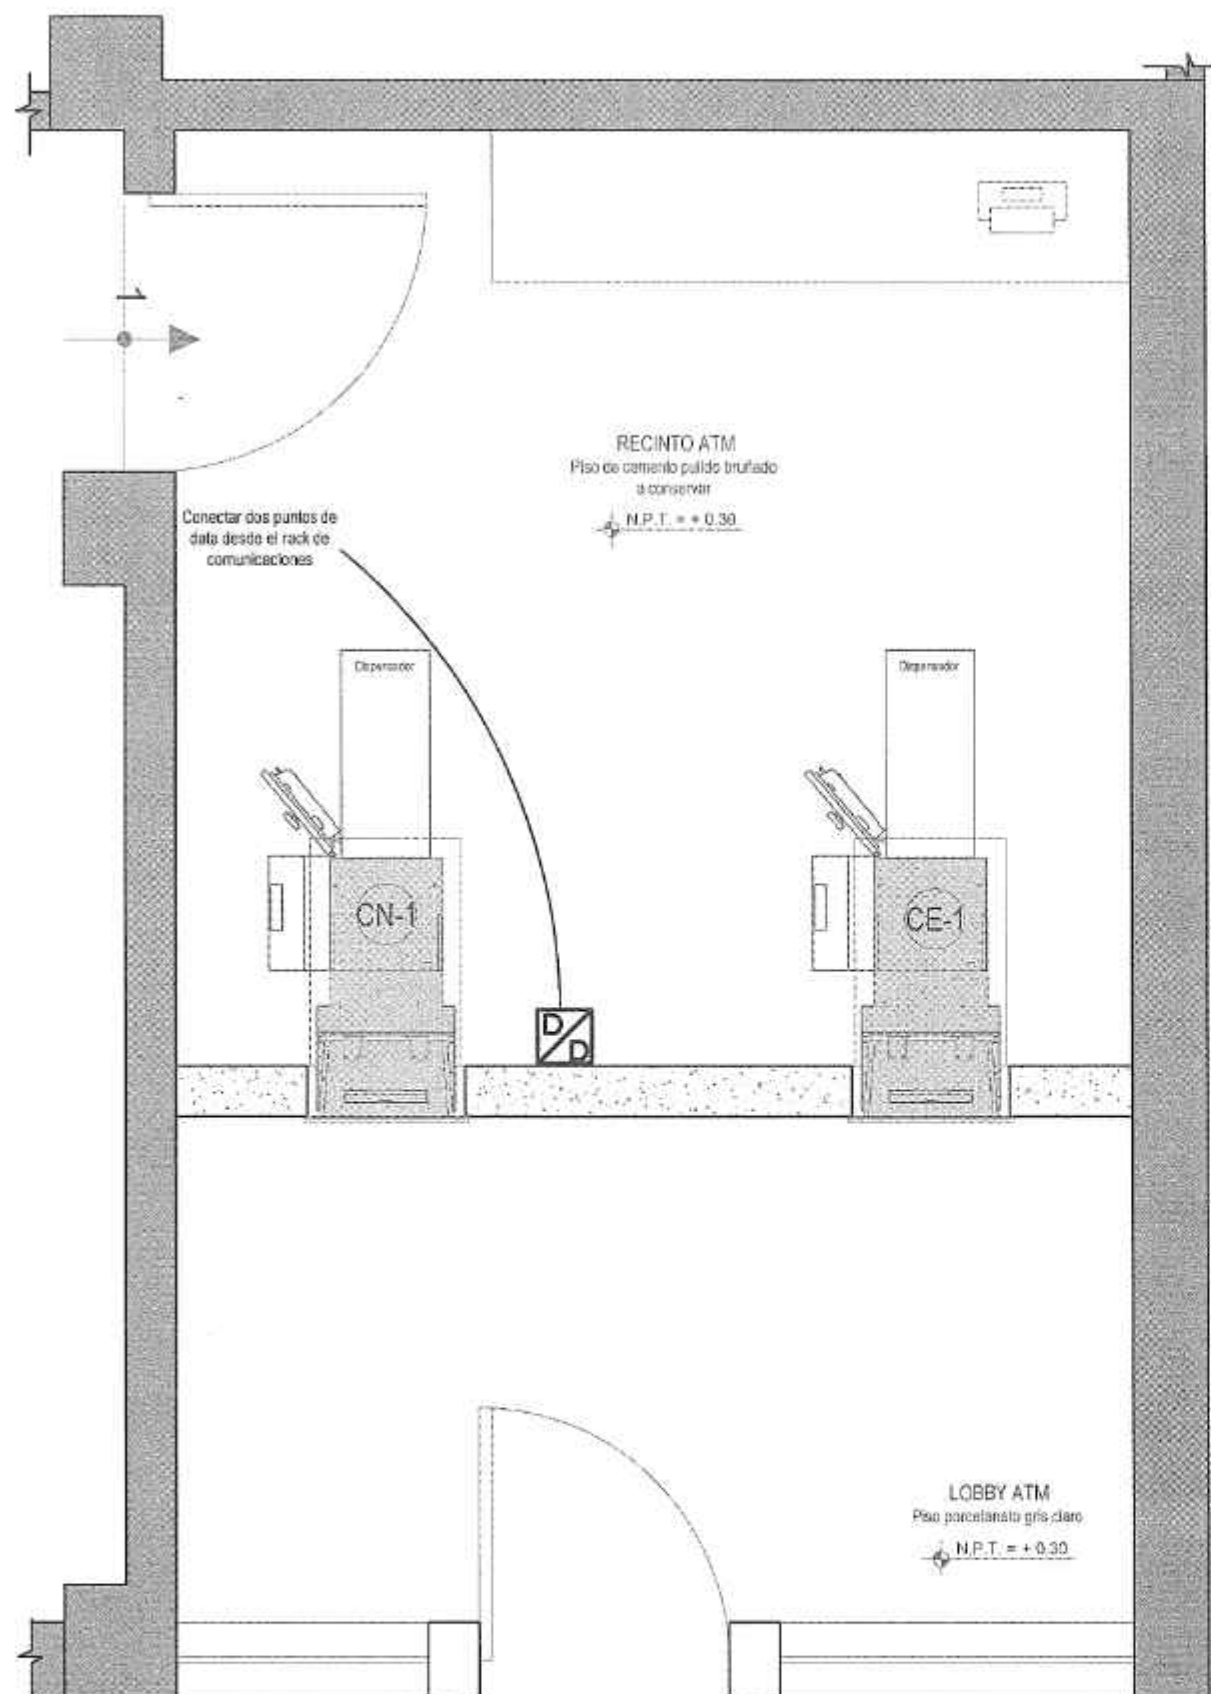 1
RECINTO ATM
Piso de cemento pulido bruñado
a conservar
N.P.T. = + 0.30
Conectar dos puntos de
data desde el rack de
comunicaciones
Dispensador
Dispensador
CN-1
CE-1
D/D
LOBBY ATM
Piso porcelanato gris claro
N.P.T. = + 0.30